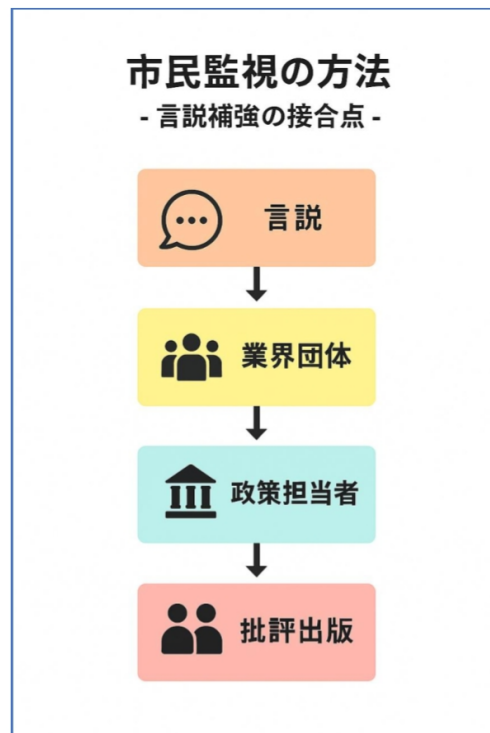 市民監視の方法
- 言説補強の接合点 -
言説
業界団体
政策担当者
批評出版